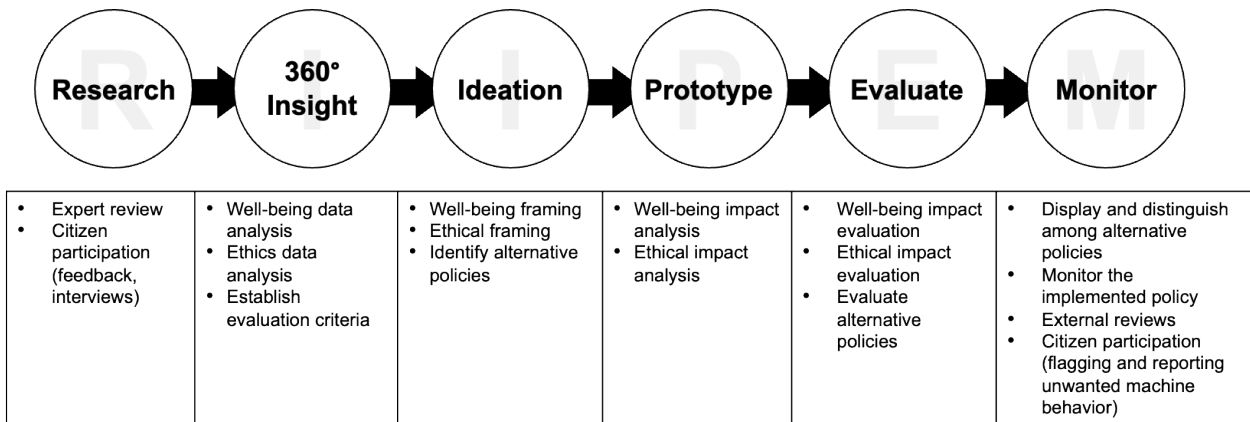 R
Research
I
360°
Insight
I
Ideation
P
Prototype
E
Evaluate
M
Monitor
• Expert review
• Citizen
participation
(feedback,
interviews)
• Well-being data
analysis
• Ethics data
analysis
• Establish
evaluation criteria
• Well-being framing
• Ethical framing
• Identify alternative
policies
• Well-being impact
analysis
• Ethical impact
analysis
• Well-being impact
evaluation
• Ethical impact
evaluation
• Evaluate
alternative
policies
• Display and distinguish
among alternative
policies
• Monitor the
implemented policy
• External reviews
• Citizen participation
(flagging and reporting
unwanted machine
behavior)